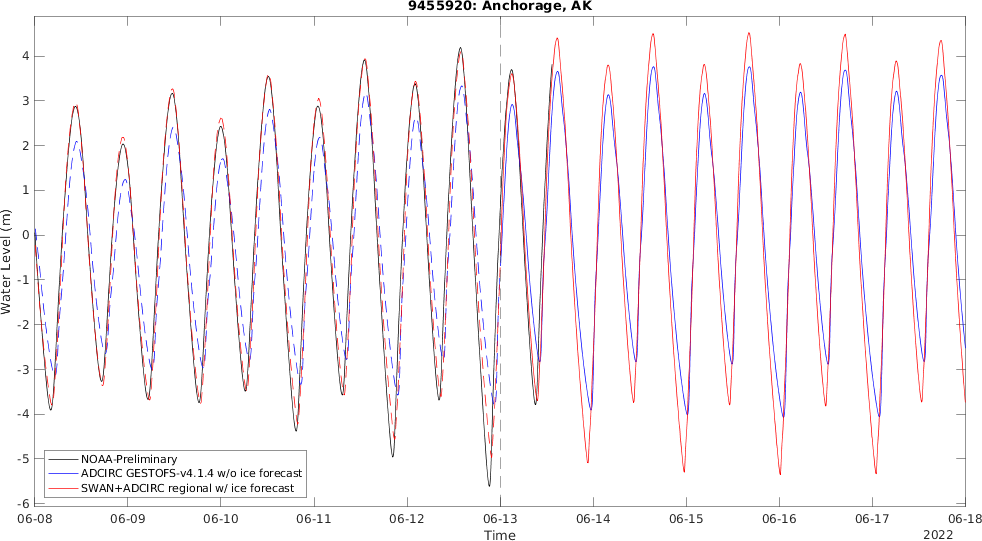 9455920: Anchorage, AK
Water Level (m)
4
3
2
1
0
-1
-2
-3
-4
-5
-6
NOAA-Preliminary
ADCIRC GESTOFS-v4.1.4 w/o ice forecast
SWAN+ADCIRC regional w/ ice forecast
06-08 06-09 06-10 06-11 06-12 06-13 06-14 06-15 06-16 06-17 06-18
Time
2022